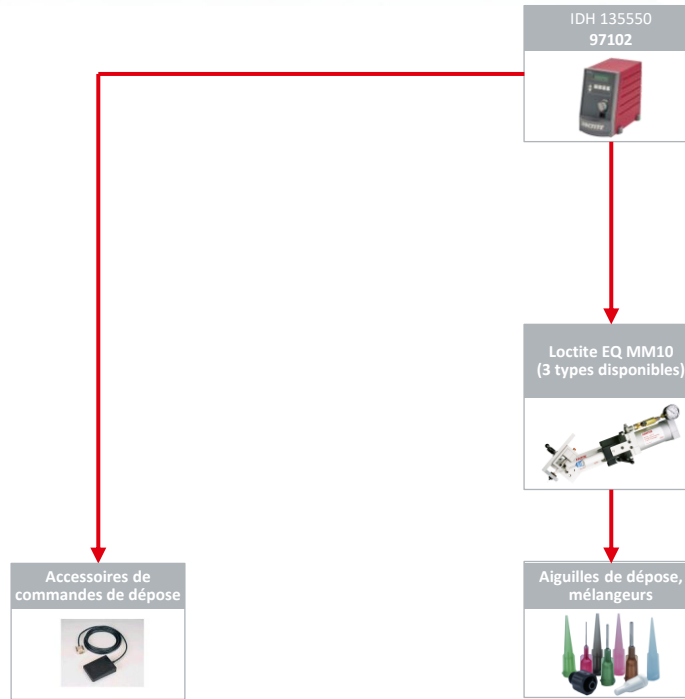 IDH 135550
97102
Loctite EQ MM10
(3 types disponibles)
Accessoires de
commandes de dépose
Aiguilles de dépose,
mélangeurs